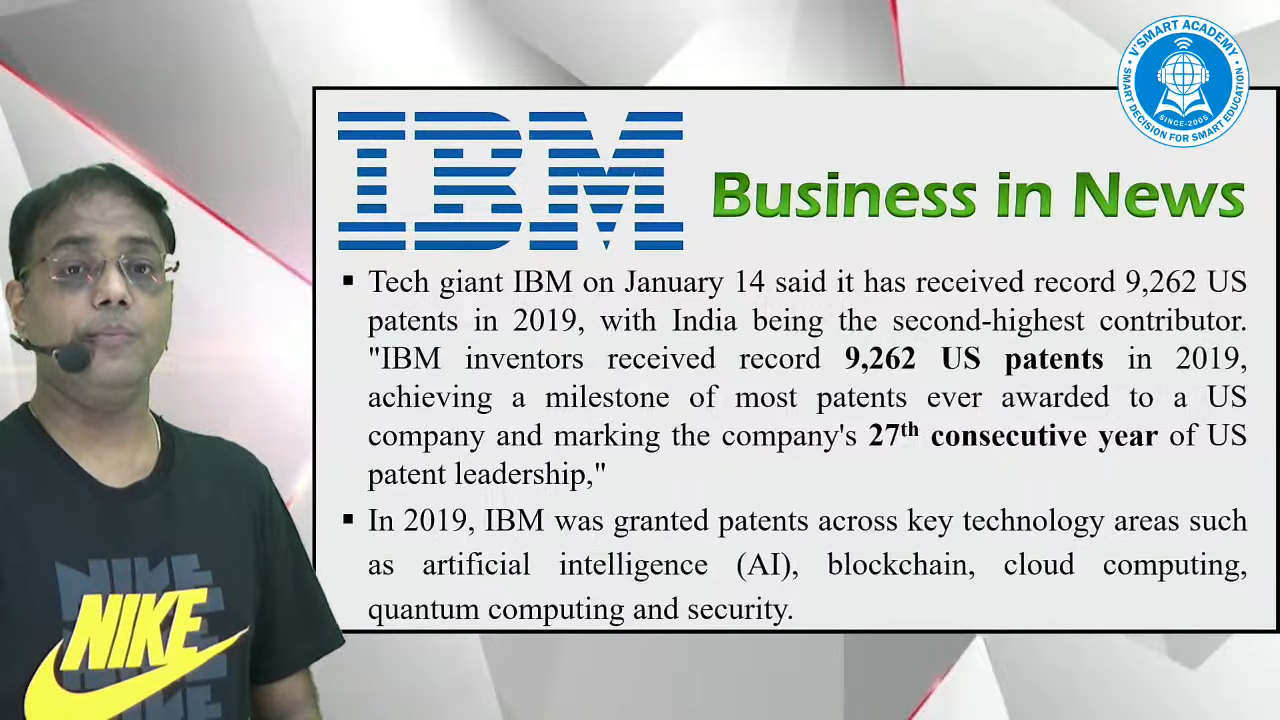 V'SMART ACADEMY
SMART DECISION FOR SMART EDUCATION
SINCE-2005
IBM
Business in News
▪ Tech giant IBM on January 14 said it has received record 9,262 US
patents in 2019, with India being the second-highest contributor.
"IBM inventors received record 9,262 US patents in 2019,
achieving a milestone of most patents ever awarded to a US
company and marking the company's 27th consecutive year of US
patent leadership,"
▪ In 2019, IBM was granted patents across key technology areas such
as artificial intelligence (AI), blockchain, cloud computing,
quantum computing and security.
NIKE
NIKE
NIKE
NIKE